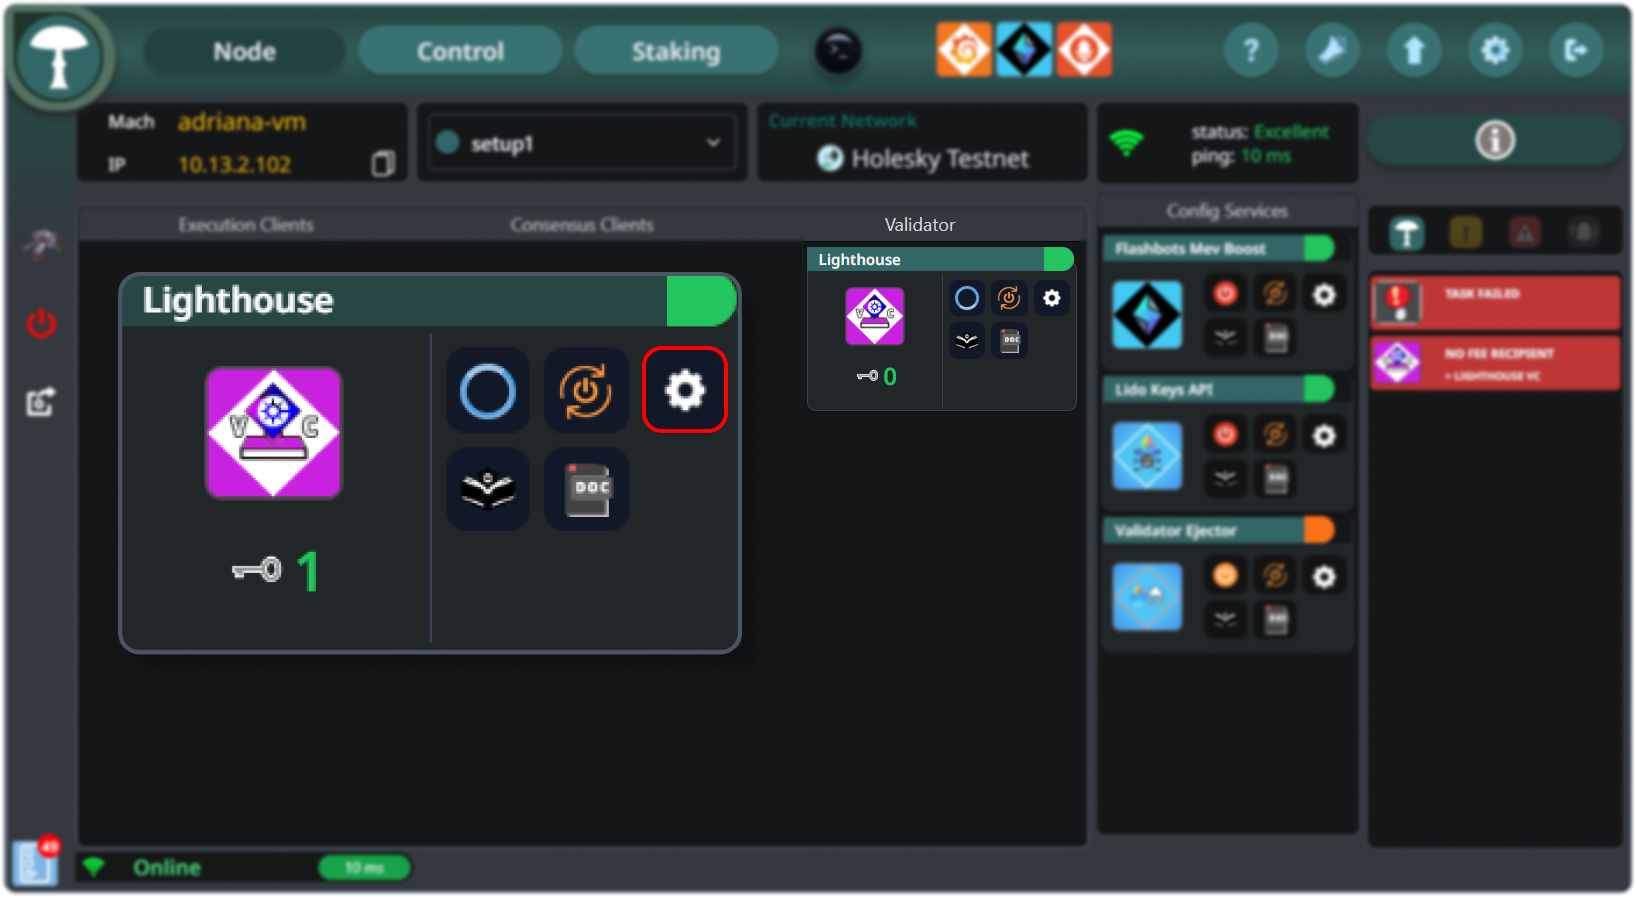 Node
Control
Staking
>_
?
Mach adriana-vm
IP 10.13.2.102
setup1
Current Network
Holesky Testnet
status: Excellent
ping: 10 ms
i
Execution Clients
Consensus Clients
Validator
Config Services
Lighthouse
V C
DOC
1
Lighthouse
V C
DOC
0
Flashbots Mev Boost
Lido Keys API
Validator Ejector
!
TASK FAILED
NO FEE RECIPIENT
> LIGHTHOUSE VC
49
Online
10 ms